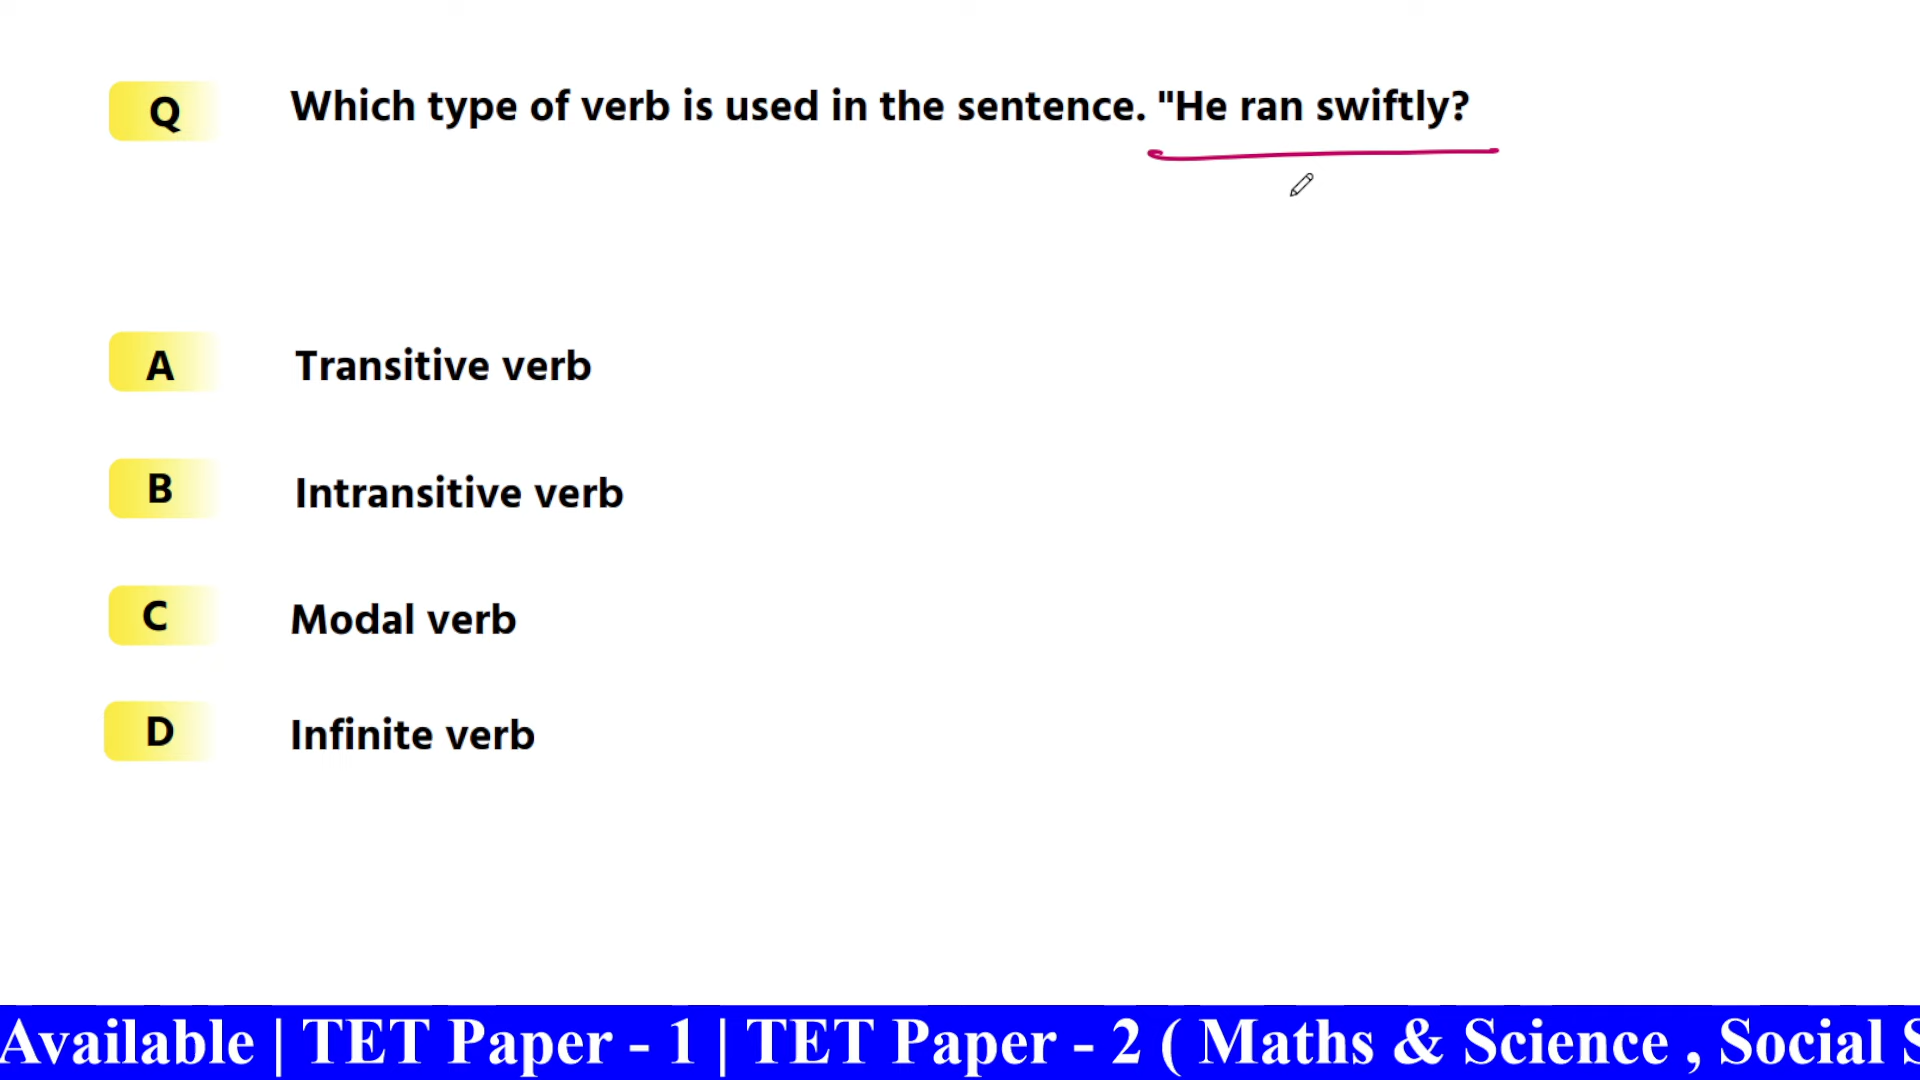 Q Which type of verb is used in the sentence. "He ran swiftly?
A Transitive verb
B Intransitive verb
C Modal verb
D Infinite verb
Available | TET Paper - 1 | TET Paper - 2 ( Maths & Science , Social S